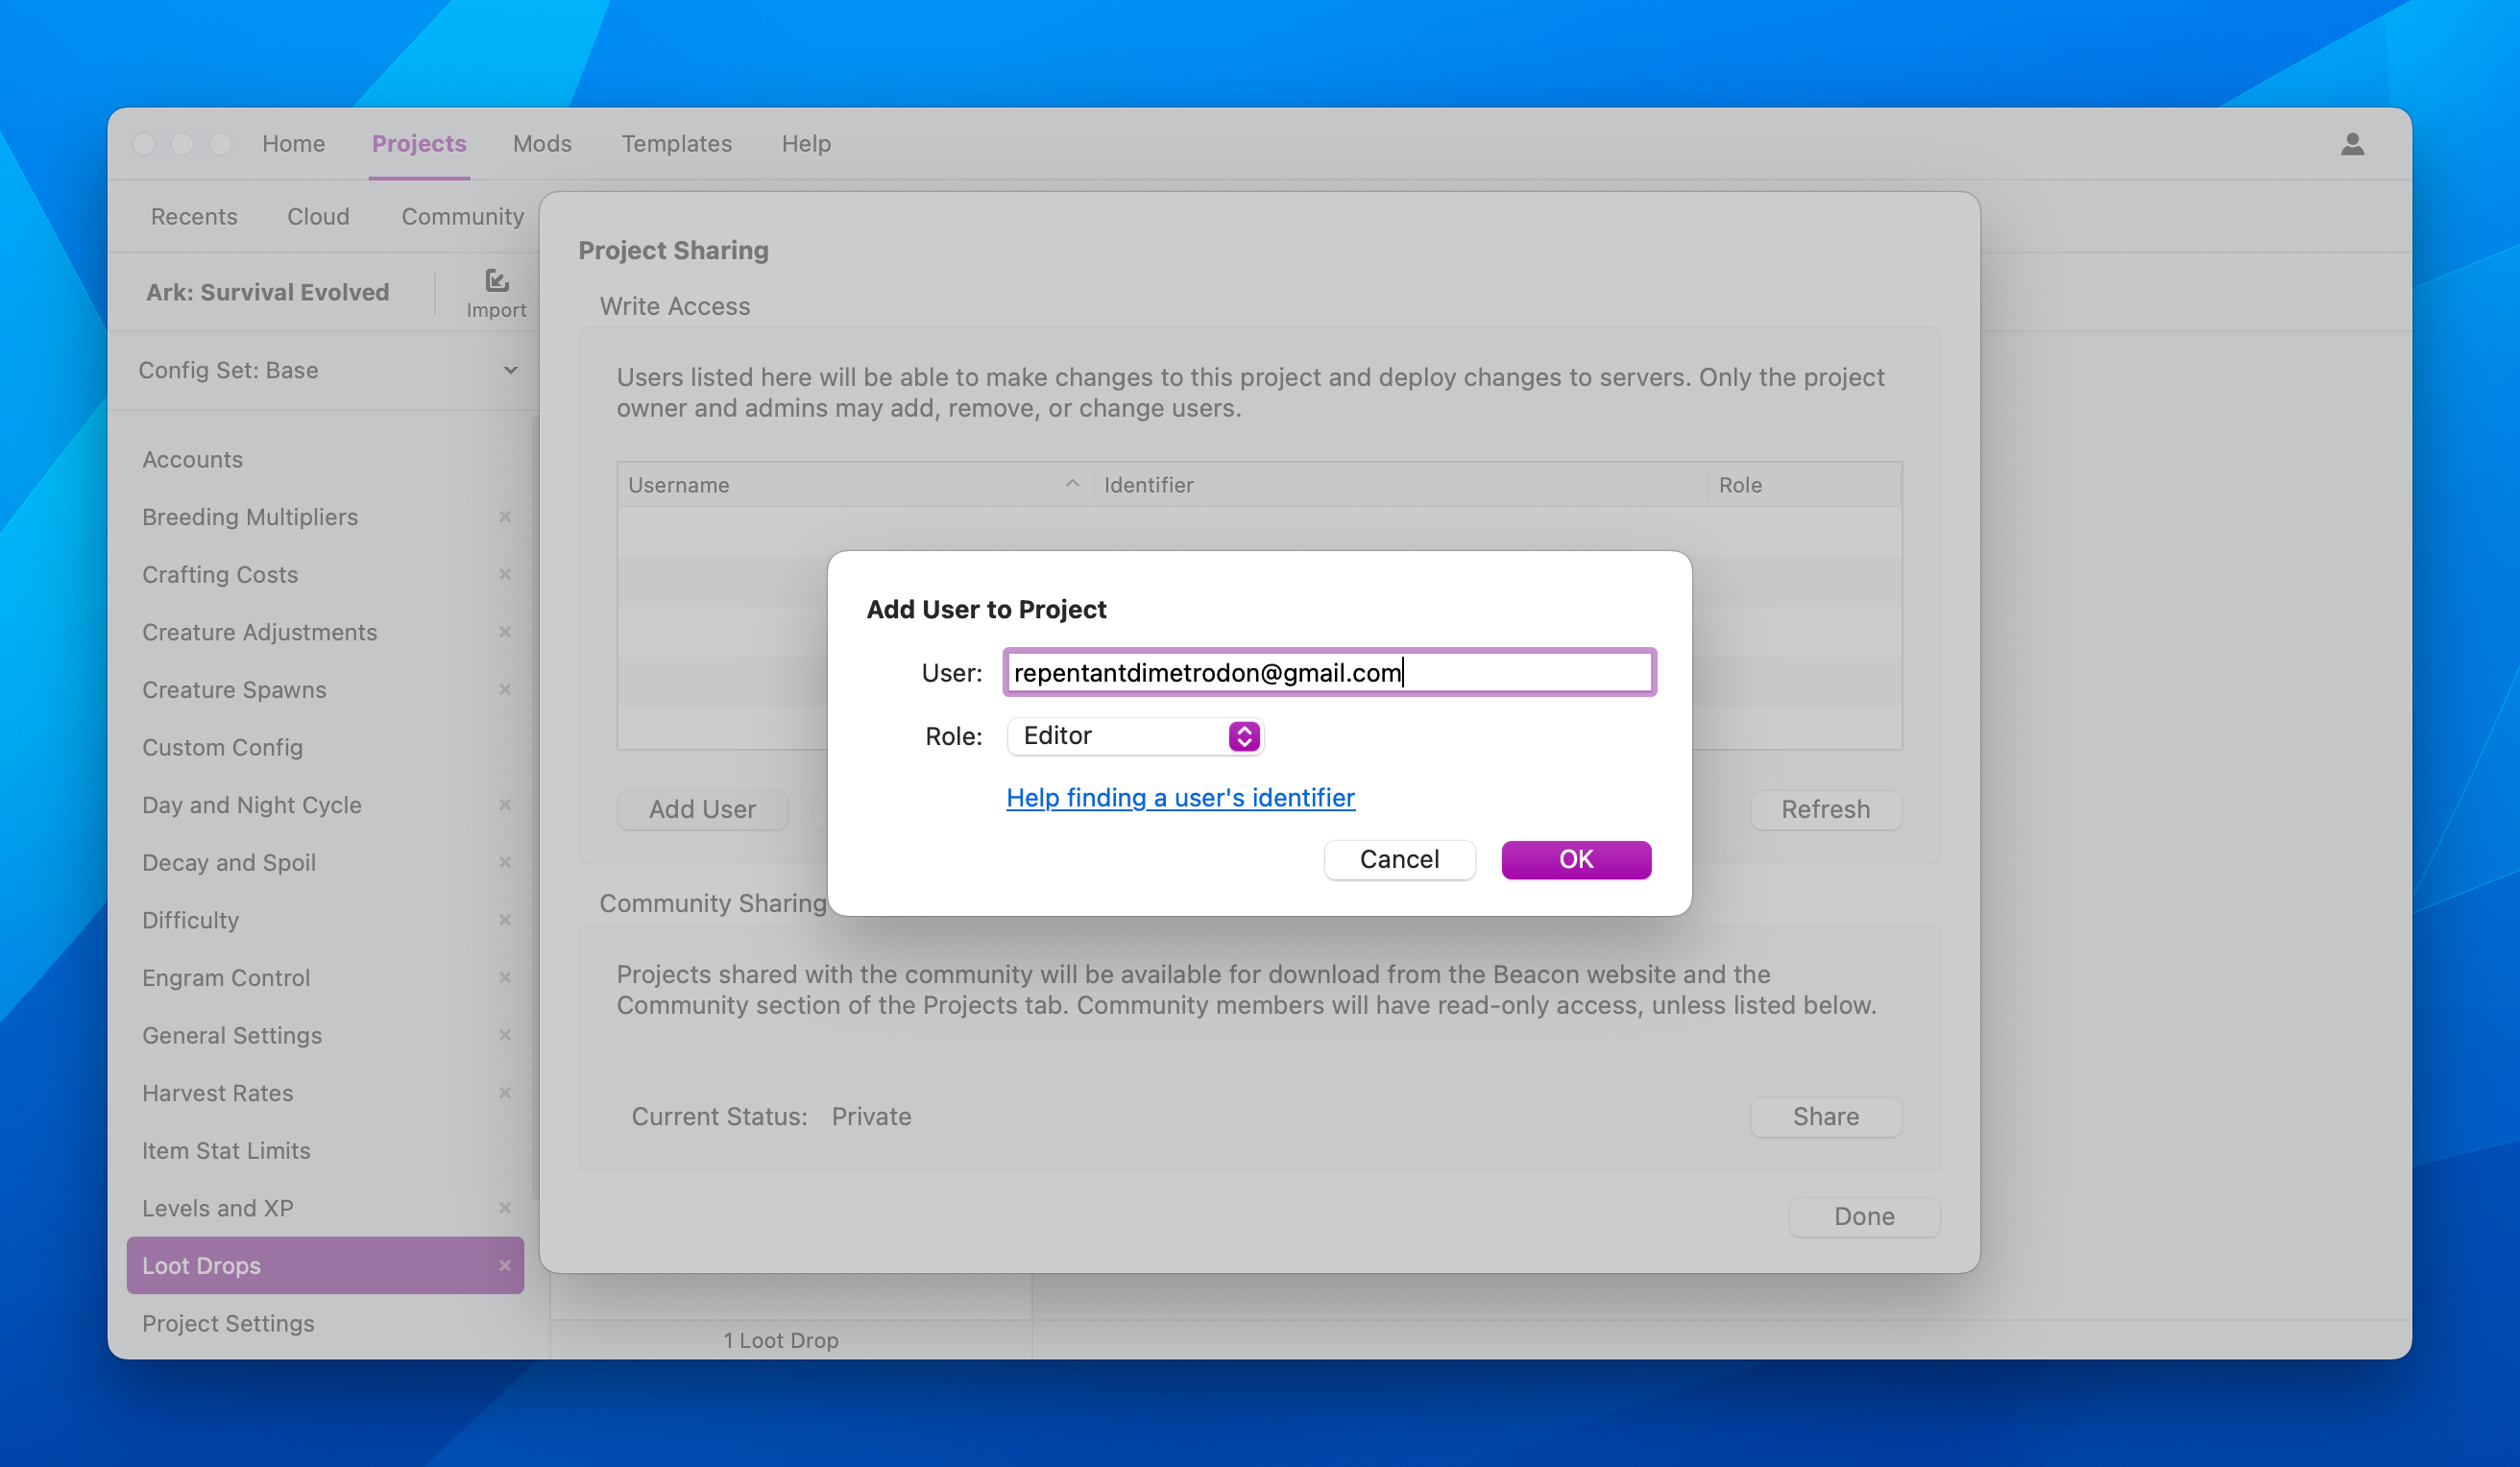 Home Projects Mods Templates Help
Recents Cloud Community
Ark: Survival Evolved
Import
Config Set: Base
Accounts
Breeding Multipliers
Crafting Costs
Creature Adjustments
Creature Spawns
Custom Config
Day and Night Cycle
Decay and Spoil
Difficulty
Engram Control
General Settings
Harvest Rates
Item Stat Limits
Levels and XP
Loot Drops
Project Settings
Project Sharing
Write Access
Users listed here will be able to make changes to this project and deploy changes to servers. Only the project
owner and admins may add, remove, or change users.
Username Identifier Role
Add User to Project
User: repentantdimetrodon@gmail.com
Role: Editor
Help finding a user's identifier
Cancel OK
Add User
Refresh
Community Sharing
Projects shared with the community will be available for download from the Beacon website and the
Community section of the Projects tab. Community members will have read-only access, unless listed below.
Current Status: Private
Share
Done
1 Loot Drop